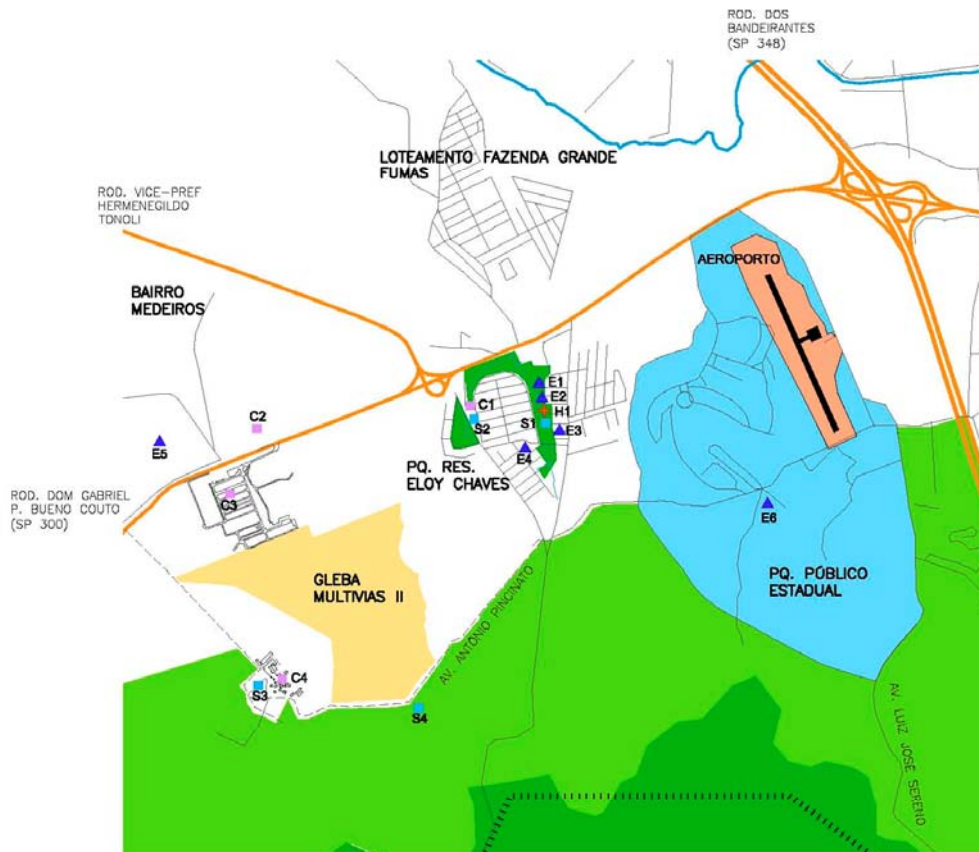 ROD. DOS
BANDEIRANTES
(SP 348)
LOTEAMENTO FAZENDA GRANDE
FUMAS
ROD. VICE-PREF
HERMENEGILDO
TONOLI
AEROPORTO
BAIRRO
MEDEIROS
E1
E2
C1
H1
C2
S2
S1
E3
E4
E5
PQ. RES.
ELOY CHAVES
ROD. DOM GABRIEL
P. BUENO COUTO
(SP 300)
C3
E6
GLEBA
MULTIVIAS II
PQ. PÚBLICO
ESTADUAL
AV. ANTONIO PINCINATO
C4
S3
S4
AV. LUIZ JOSÉ SERENO